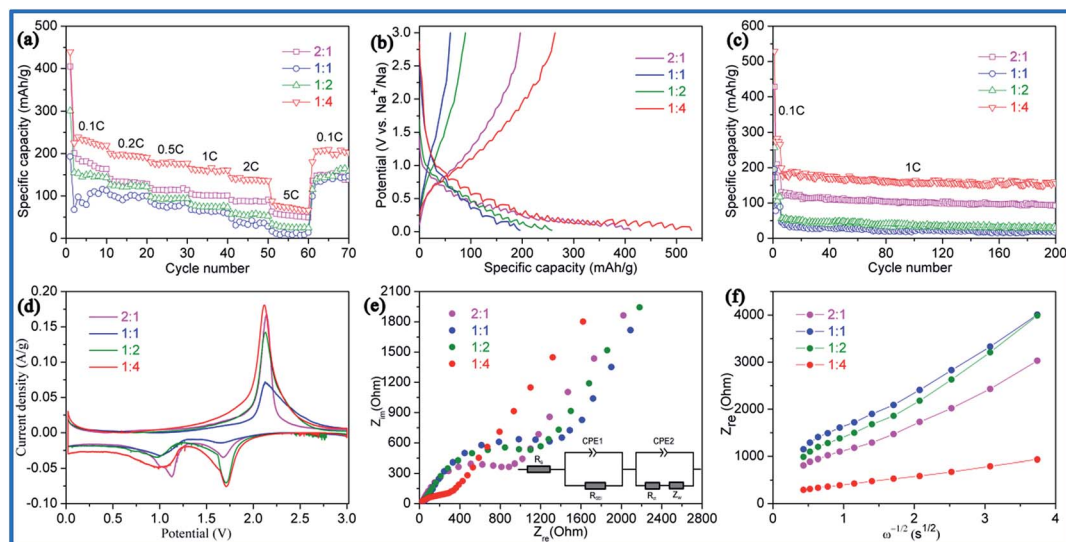 (a)
2:1
1:1
1:2
1:4
0.1C
0.2C
0.5C
1C
2C
5C
0.1C
500
400
300
200
100
0
0 10 20 30 40 50 60 70
Specific capacity (mAh/g)
Cycle number
(b)
2:1
1:1
1:2
1:4
3.0
2.5
2.0
1.5
1.0
0.5
0.0
0 100 200 300 400 500
Potential (V vs. Na+/Na)
Specific capacity (mAh/g)
(c)
2:1
1:1
1:2
1:4
0.1C
1C
600
500
400
300
200
100
0
0 40 80 120 160 200
Specific capacity (mAh/g)
Cycle number
(d)
2:1
1:1
1:2
1:4
0.20
0.15
0.10
0.05
0.00
0.05
0.10
0.0 0.5 1.0 1.5 2.0 2.5 3.0
Current density (A/g)
Potential (V)
(e)
2:1
1:1
1:2
1:4
CPE1
CPE2
2100
1800
1500
1200
900
600
300
0
0 400 800 1200 1600 2000 2400 2800
Zim(Ohm)
Zre(Ohm)
(f)
2:1
1:1
1:2
1:4
4000
3000
2000
1000
0
0 1 2 3 4
Zre(Ohm)
ω-1/2 (s1/2)